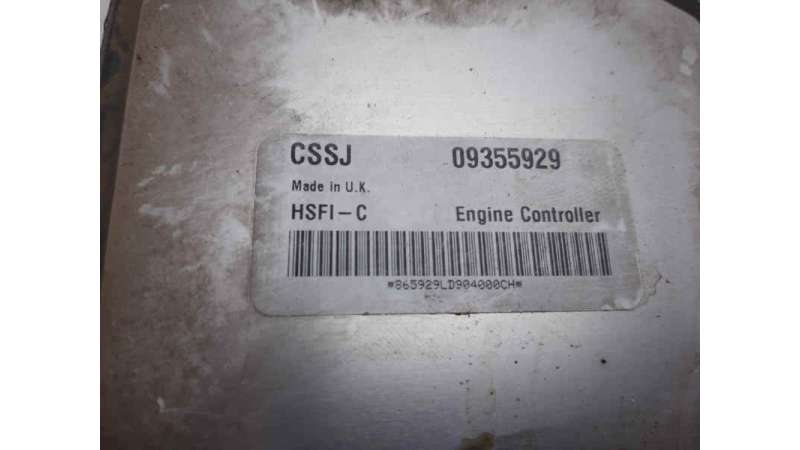 CSSJ 09355929
Made in U.K.
HSFI-C Engine Controller
*865929LD904000CH*